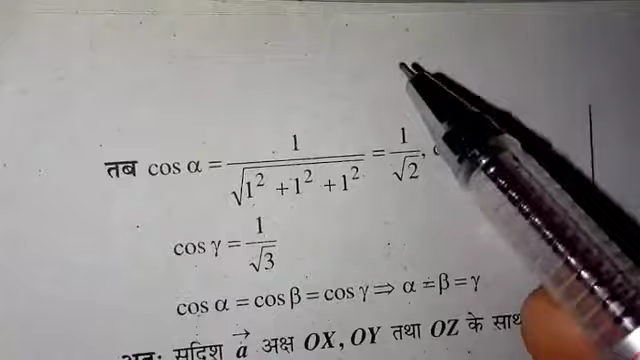 तब cos α = 1/√(1² + 1² + 1²) = 1/√2,
cos γ = 1/√3
cos α = cos β = cos γ ⇒ α = β = γ
अतः सदिश a⃗ अक्ष OX, OY तथा OZ के साथ